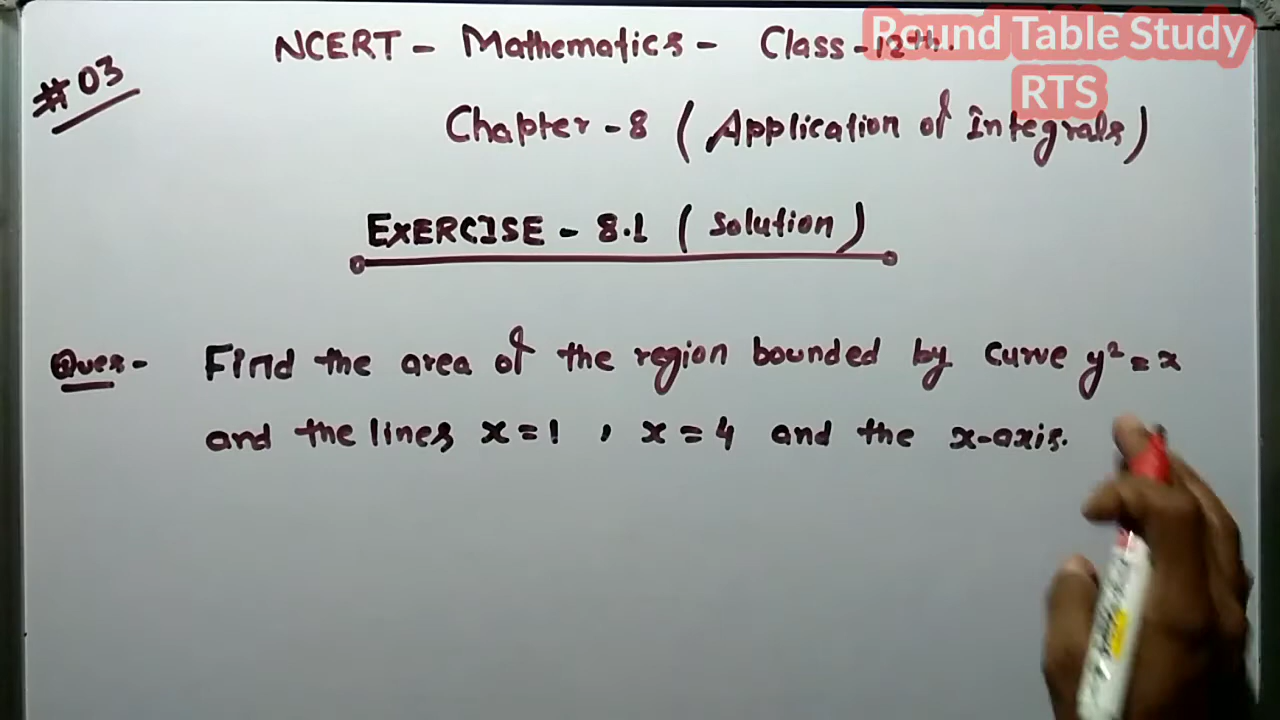 #03
NCERT - Mathematics - Class - 12th.
Round Table Study
RTS
Chapter - 8 (Application of Integrals)
EXERCISE - 8.1 (Solution)
Ques - Find the area of the region bounded by curve y² = x
and the lines x = 1 , x = 4 and the x-axis.